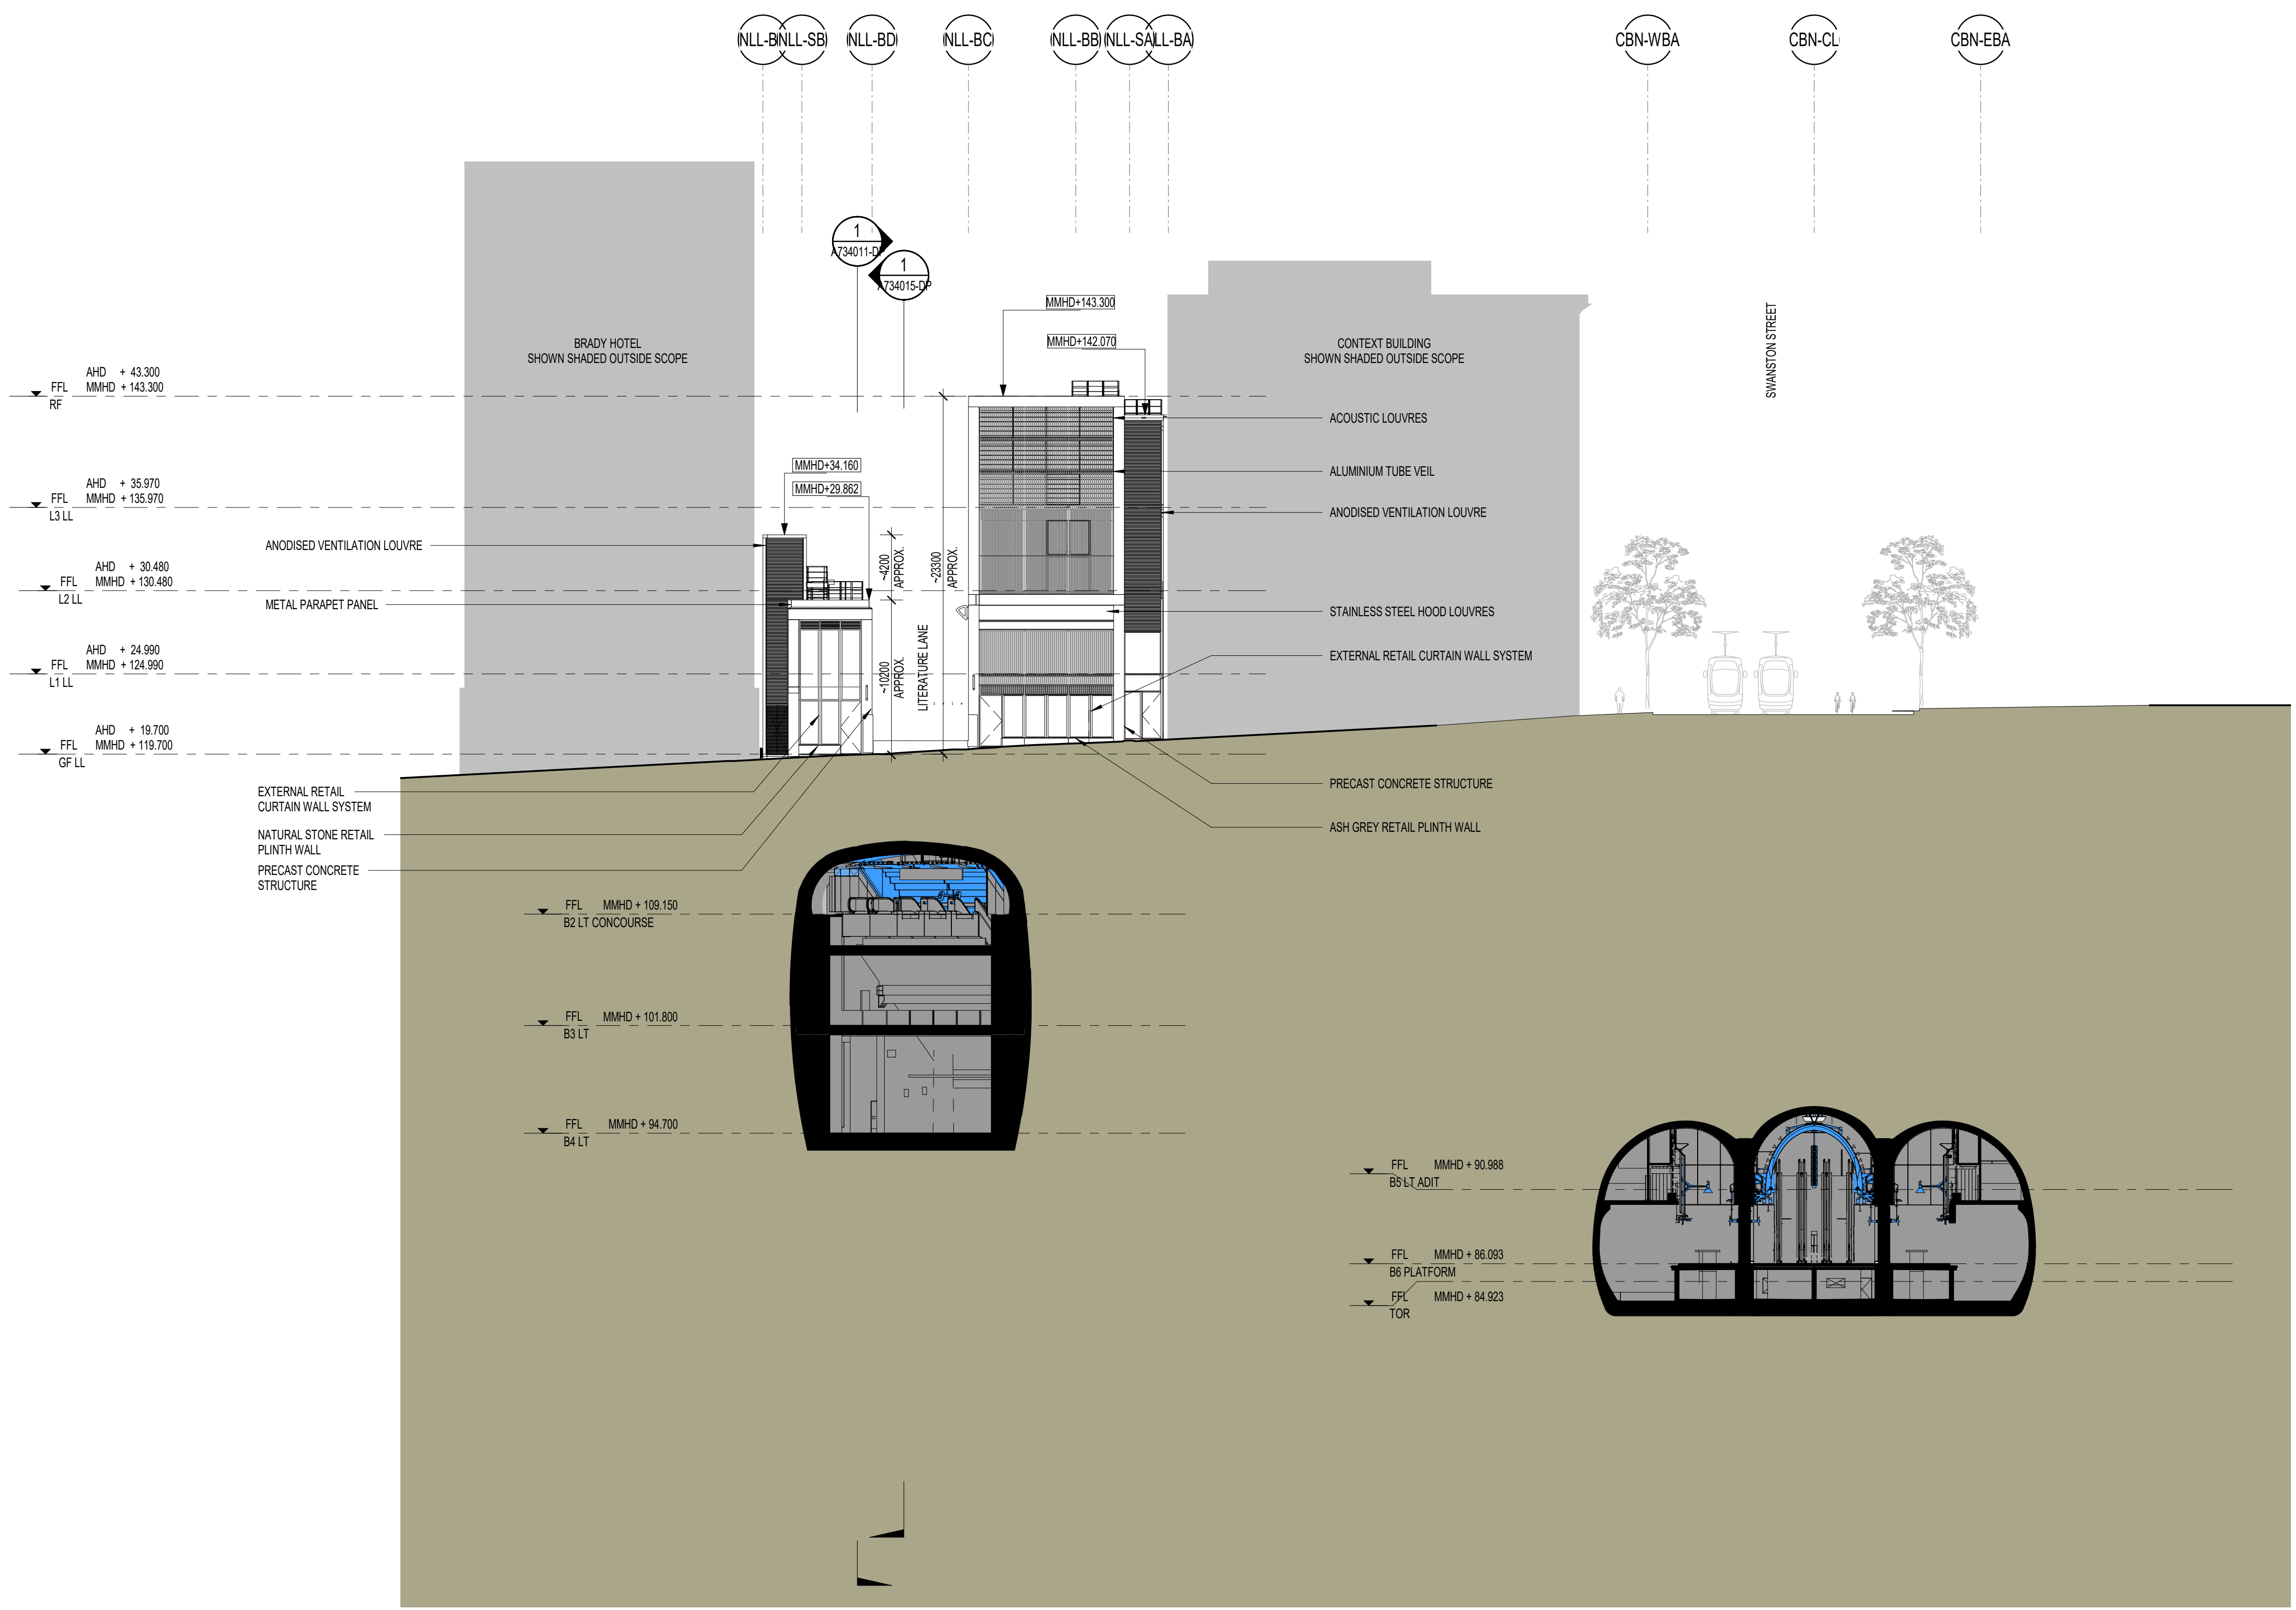 NLL-B
NLL-SB
NLL-BD
NLL-BC
NLL-BB
NLL-SA
LL-BA
CBN-WBA
CBN-CL
CBN-EBA
1
A734011-DP
1
A734015-DP
MMHD+143.300
MMHD+142.070
SWANSTON STREET
BRADY HOTEL
SHOWN SHADED OUTSIDE SCOPE
CONTEXT BUILDING
SHOWN SHADED OUTSIDE SCOPE
AHD + 43.300
FFL MMHD + 143.300
RF
ACOUSTIC LOUVRES
MMHD+34.160
ALUMINIUM TUBE VEIL
AHD + 35.970
MMHD+29.862
FFL MMHD + 135.970
L3 LL
ANODISED VENTILATION LOUVRE
ANODISED VENTILATION LOUVRE
~4200
APPROX.
~23300
APPROX.
AHD + 30.480
FFL MMHD + 130.480
L2 LL
METAL PARAPET PANEL
STAINLESS STEEL HOOD LOUVRES
AHD + 24.990
FFL MMHD + 124.990
L1 LL
EXTERNAL RETAIL CURTAIN WALL SYSTEM
~10200
APPROX.
LITERATURE LANE
AHD + 19.700
FFL MMHD + 119.700
GF LL
EXTERNAL RETAIL
CURTAIN WALL SYSTEM
PRECAST CONCRETE STRUCTURE
NATURAL STONE RETAIL
PLINTH WALL
ASH GREY RETAIL PLINTH WALL
PRECAST CONCRETE
STRUCTURE
FFL MMHD + 109.150
B2 LT CONCOURSE
FFL MMHD + 101.800
B3 LT
FFL MMHD + 94.700
B4 LT
FFL MMHD + 90.988
B5 LT ADIT
FFL MMHD + 86.093
B6 PLATFORM
FFL MMHD + 84.923
TOR